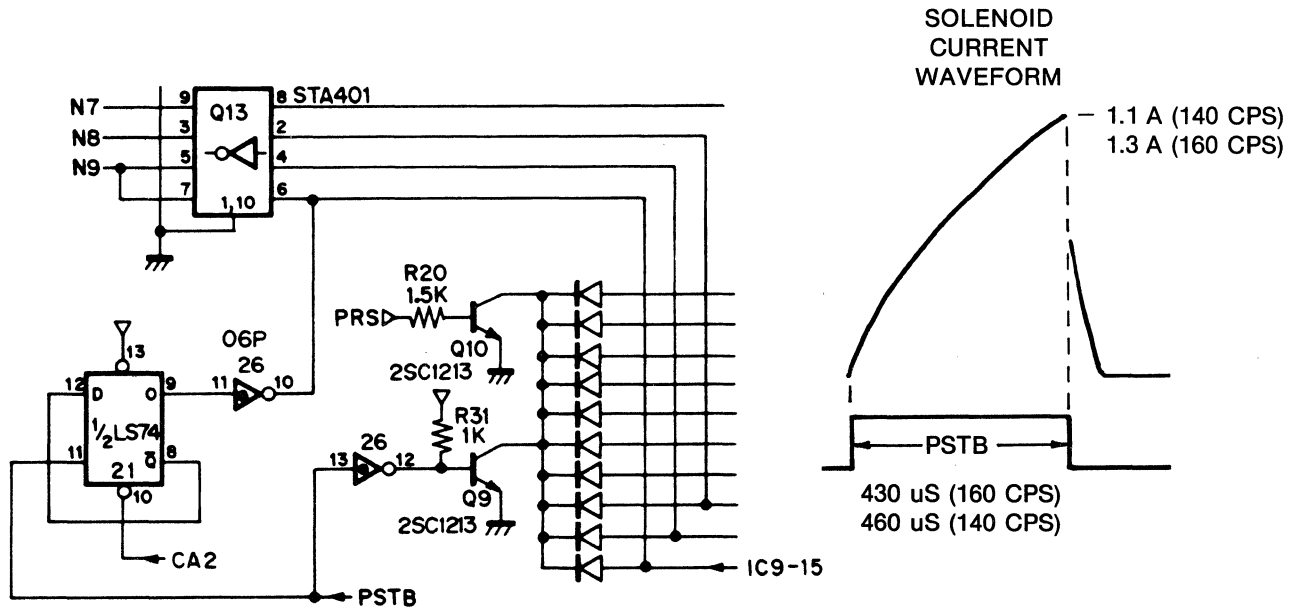 SOLENOID
CURRENT
WAVEFORM
1.1 A (140 CPS)
1.3 A (160 CPS)
N7
9
Q13
8
STA401
N8
3
2
N9
5
4
7
1,10
6
R20
1.5K
PRS
Q10
2SC1213
13
O6P
26
12
D
O
9
11
10
1/2 LS74
11
Q̅
8
21
10
R31
1K
26
13
12
Q9
2SC1213
CA2
IC9-15
PSTB
PSTB
430 uS (160 CPS)
460 uS (140 CPS)